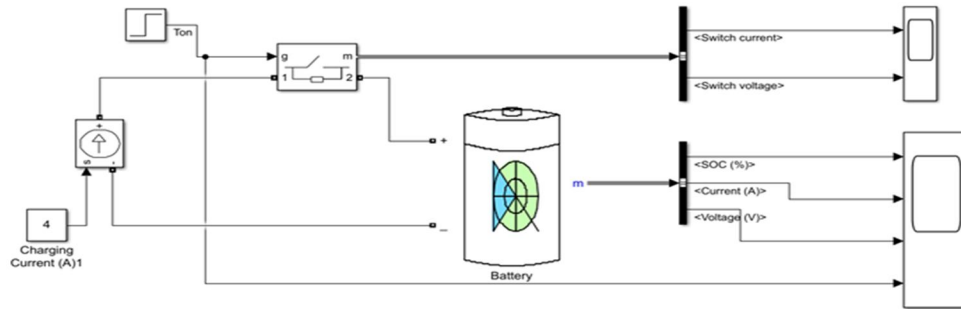 Ton
g
m
1
2
<Switch current>
<Switch voltage>
+
s
-
+
m
<SOC (%)>
<Current (A)>
<Voltage (V)>
4
Charging
Current (A)1
_
Battery